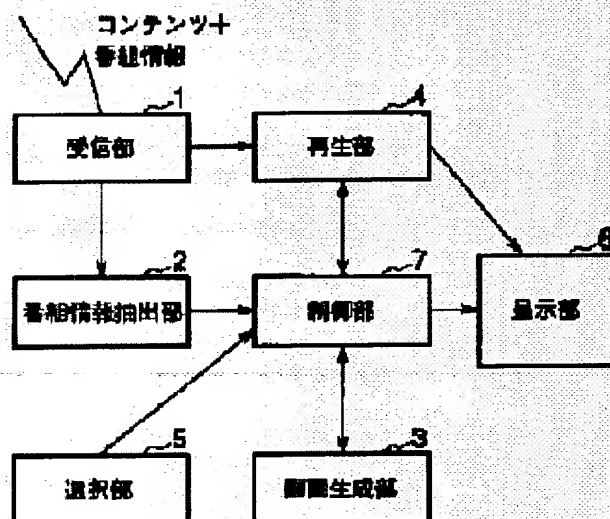 コンテンツ+
番組情報
1
受信部
4
再生部
2
番組情報抽出部
7
制御部
6
呈示部
5
選択部
3
画面生成部